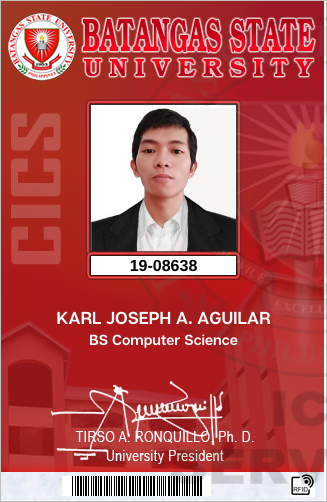 BATANGAS STATE
UNIVERSITY
BATANGAS STATE UNIVERSITY
PHILIPPINES
1903
CICS
19-08638
KARL JOSEPH A. AGUILAR
BS Computer Science
TIRSO A. RONQUILLO, Ph. D.
University President
RFID